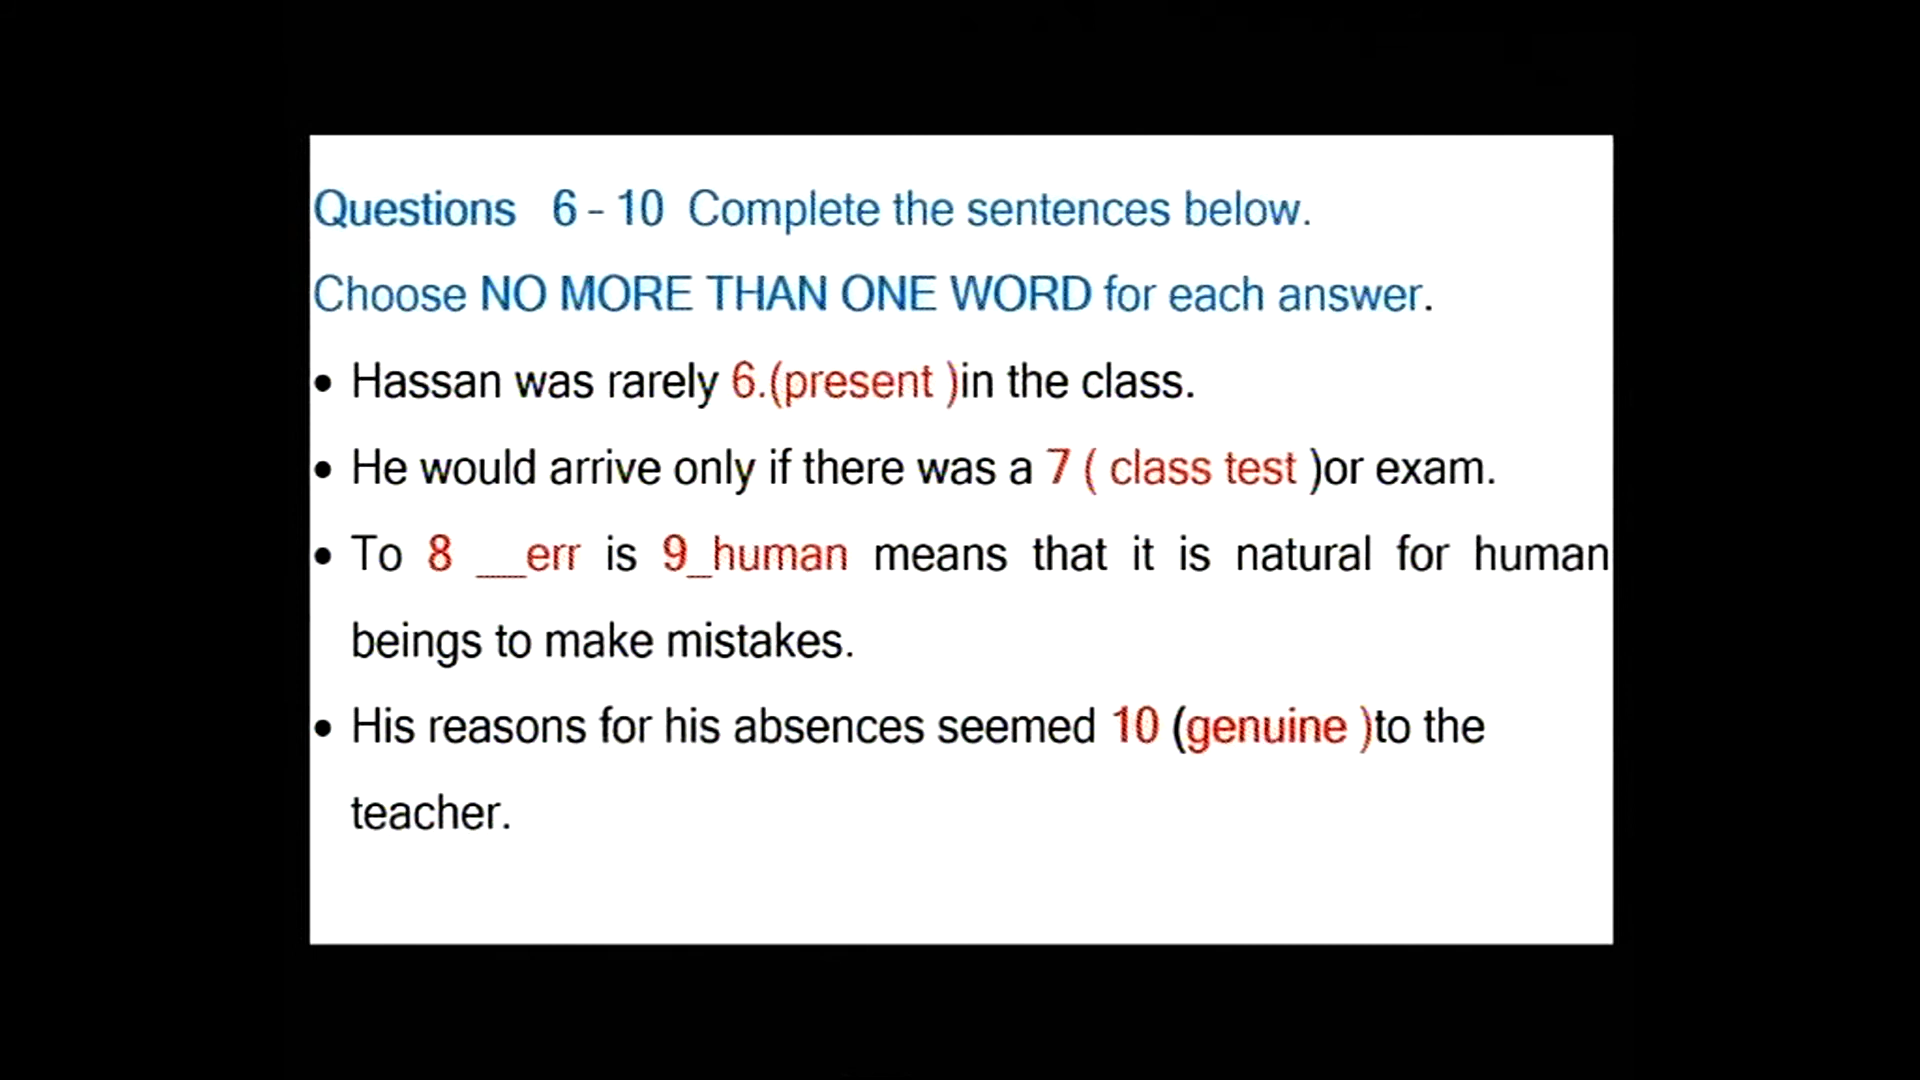 Questions 6 - 10 Complete the sentences below.
Choose NO MORE THAN ONE WORD for each answer.
• Hassan was rarely 6.(present )in the class.
• He would arrive only if there was a 7 ( class test )or exam.
• To 8 __err is 9_human means that it is natural for human
beings to make mistakes.
• His reasons for his absences seemed 10 (genuine )to the
teacher.